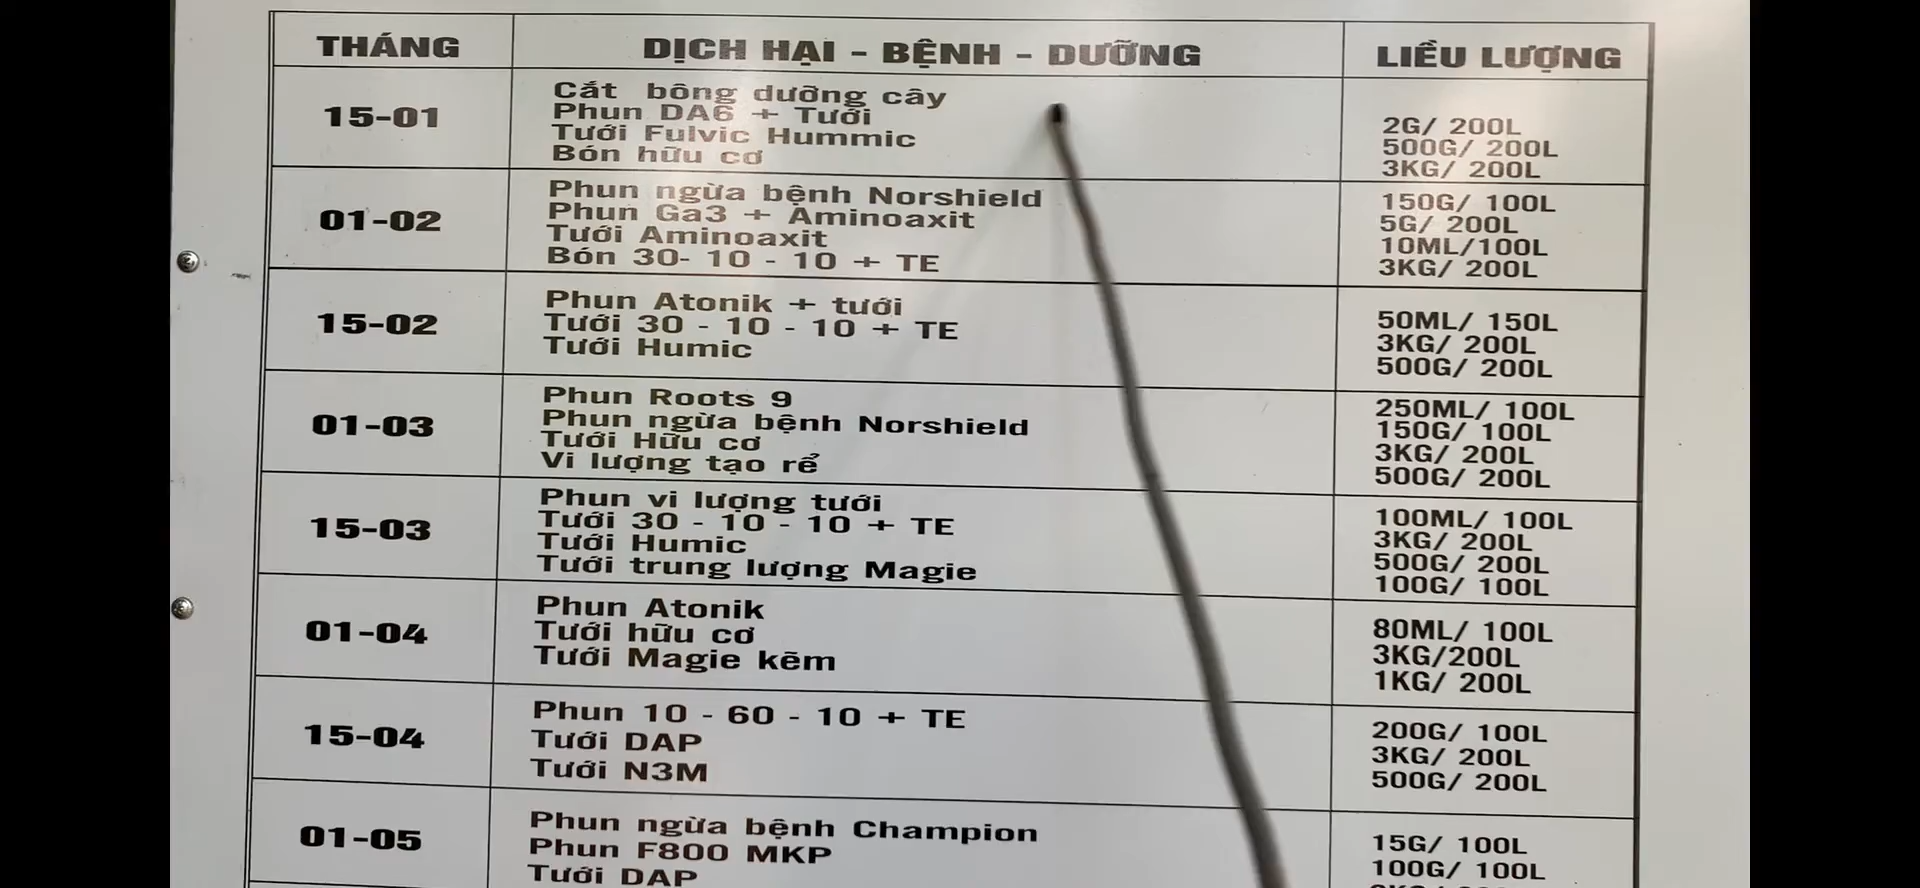 THÁNG DỊCH HẠI - BỆNH - DƯỠNG LIỀU LƯỢNG
15-01
Cắt bông dưỡng cây
Phun DA6 + Tưới
Tưới Fulvic Hummic
Bón hữu cơ
2G/ 200L
500G/ 200L
3KG/ 200L
01-02
Phun ngừa bệnh Norshield
Phun Ga3 + Aminoaxit
Tưới Aminoaxit
Bón 30- 10 - 10 + TE
150G/ 100L
5G/ 200L
10ML/100L
3KG/ 200L
15-02
Phun Atonik + tưới
Tưới 30 - 10 - 10 + TE
Tưới Humic
50ML/ 150L
3KG/ 200L
500G/ 200L
01-03
Phun Roots 9
Phun ngừa bệnh Norshield
Tưới Hữu cơ
Vi lượng tạo rể
250ML/ 100L
150G/ 100L
3KG/ 200L
500G/ 200L
15-03
Phun vi lượng tưới
Tưới 30 - 10 - 10 + TE
Tưới Humic
Tưới trung lượng Magie
100ML/ 100L
3KG/ 200L
500G/ 200L
100G/ 100L
01-04
Phun Atonik
Tưới hữu cơ
Tưới Magie kẽm
80ML/ 100L
3KG/200L
1KG/ 200L
15-04
Phun 10 - 60 - 10 + TE
Tưới DAP
Tưới N3M
200G/ 100L
3KG/ 200L
500G/ 200L
01-05
Phun ngừa bệnh Champion
Phun F800 MKP
Tưới DAP
15G/ 100L
100G/ 100L